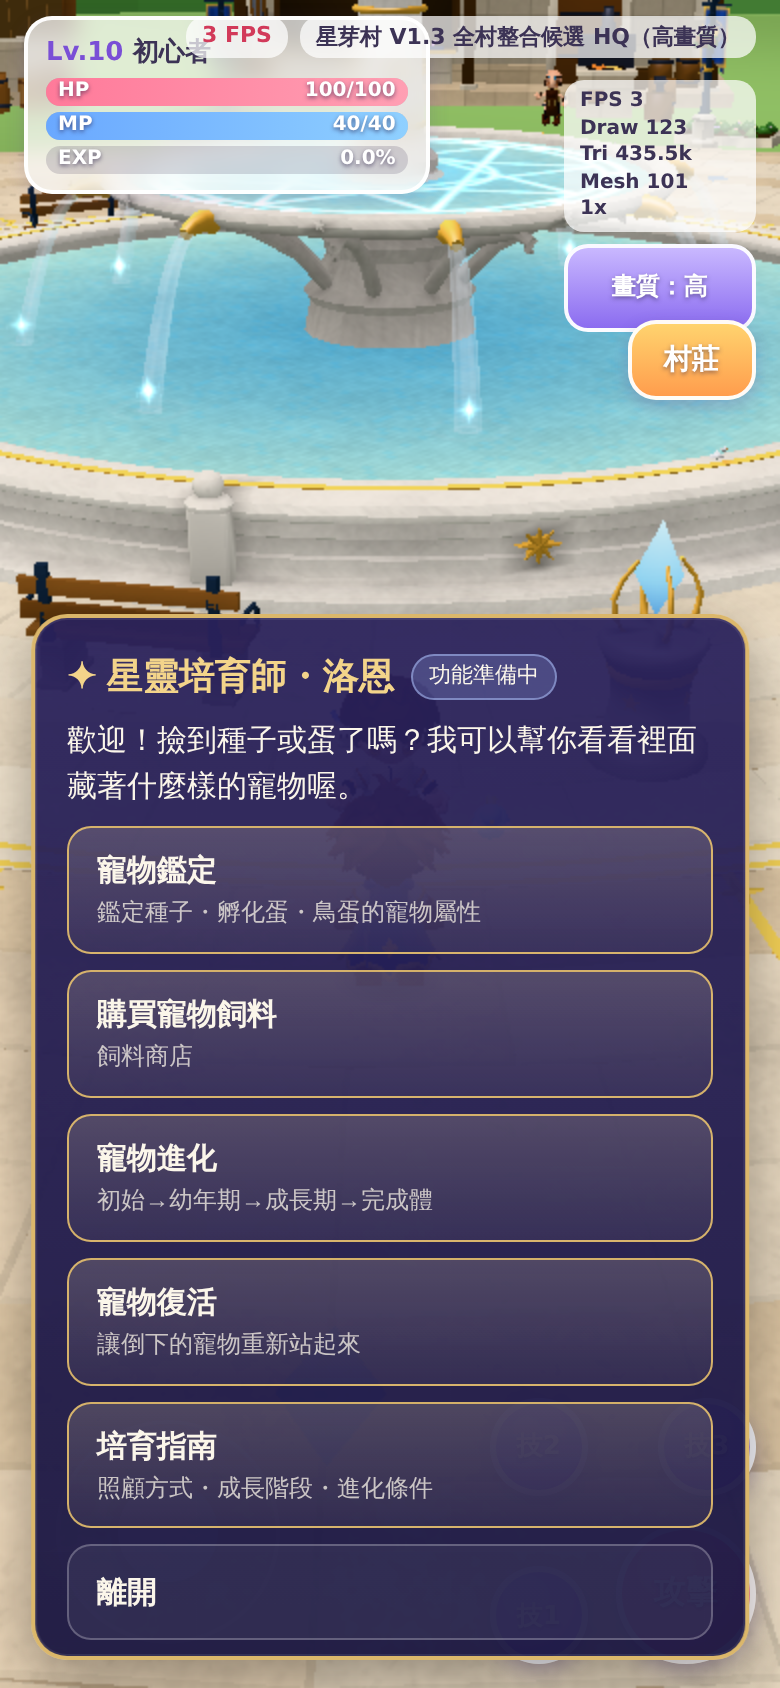 Lv.10 初心者
3 FPS
星芽村 V1.3 全村整合候選 HQ（高畫質）
HP 100/100
MP 40/40
EXP 0.0%
FPS 3
Draw 123
Tri 435.5k
Mesh 101
1x
畫質：高
村莊
✦ 星靈培育師・洛恩 功能準備中
歡迎！撿到種子或蛋了嗎？我可以幫你看看裡面
藏著什麼樣的寵物喔。
寵物鑑定
鑑定種子・孵化蛋・鳥蛋的寵物屬性
購買寵物飼料
飼料商店
寵物進化
初始→幼年期→成長期→完成體
寵物復活
讓倒下的寵物重新站起來
培育指南
照顧方式・成長階段・進化條件
技2
技3
離開
技1
攻擊